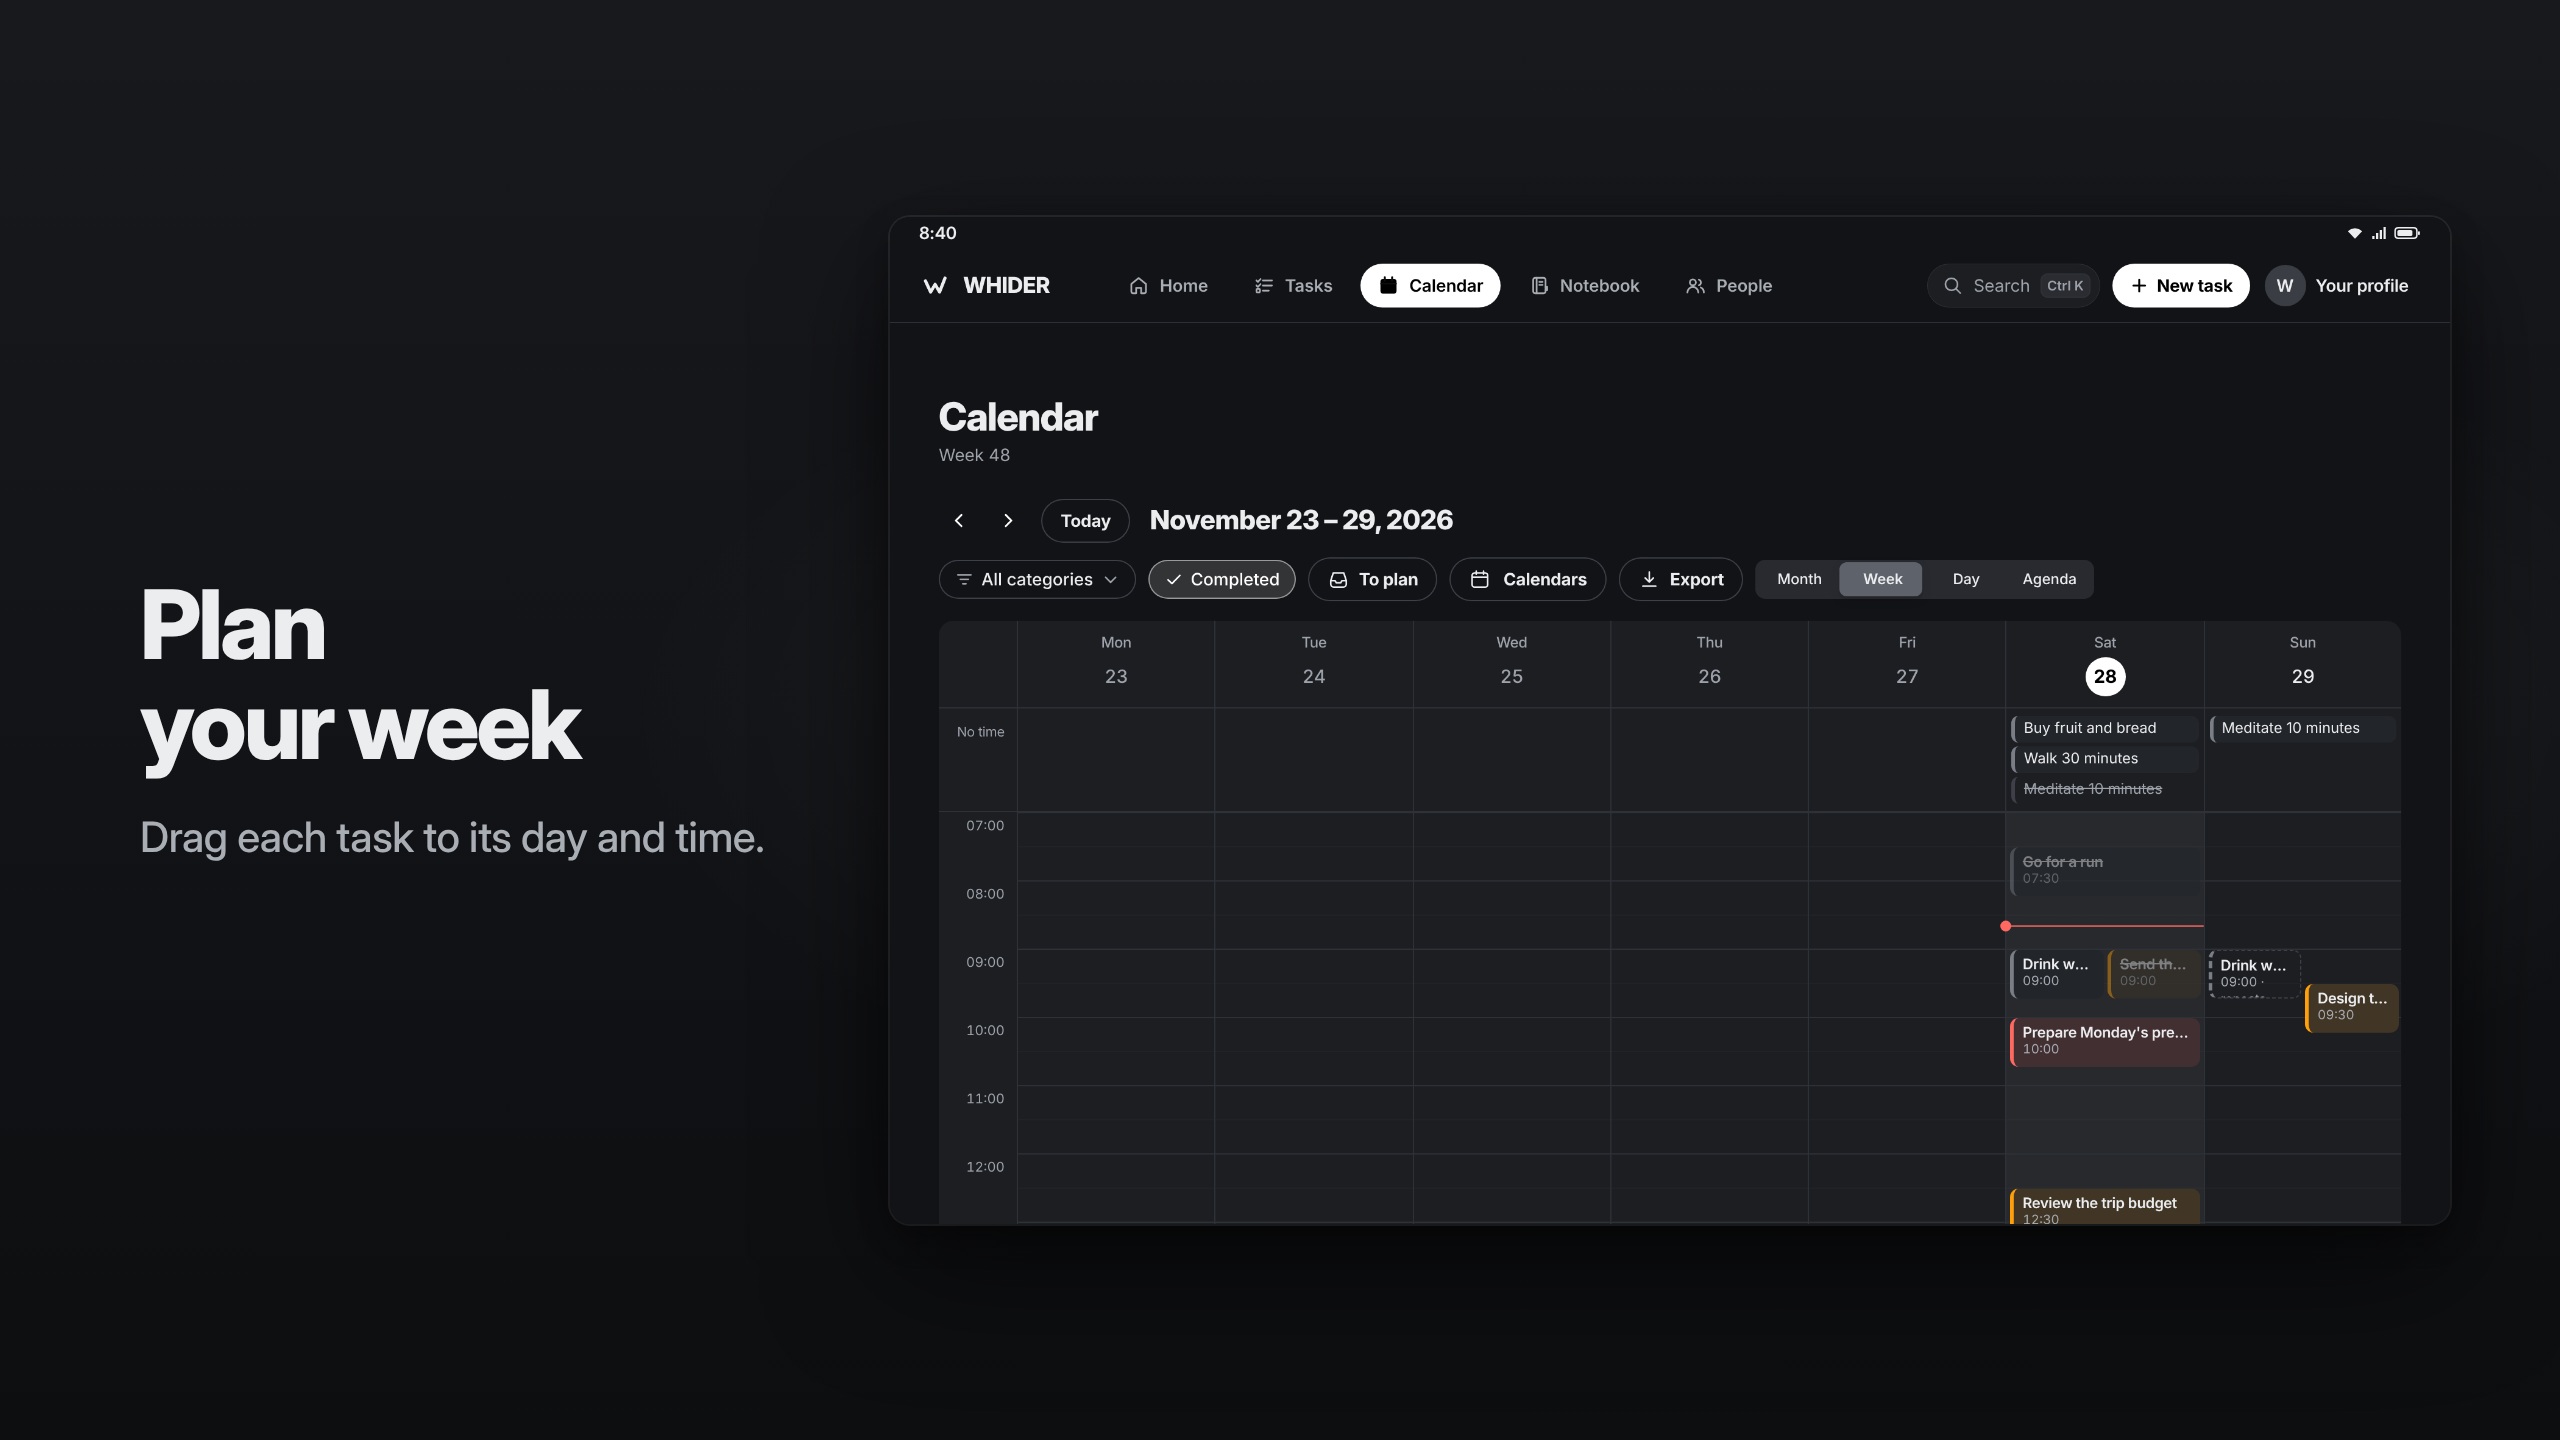 Plan
your week
Drag each task to its day and time.
8:40
WHIDER
Home
Tasks
Calendar
Notebook
People
Search Ctrl K
New task
W
Your profile
Calendar
Week 48
Today
November 23 – 29, 2026
All categories
Completed
To plan
Calendars
Export
Month
Week
Day
Agenda
Mon
23
Tue
24
Wed
25
Thu
26
Fri
27
Sat
28
Sun
29
No time
Buy fruit and bread
Walk 30 minutes
Meditate 10 minutes
Meditate 10 minutes
07:00
Go for a run
07:30
08:00
09:00
Drink w...
09:00
Send th...
09:00
Drink w...
09:00 ·
Design t...
09:30
10:00
Prepare Monday's pre...
10:00
11:00
12:00
Review the trip budget
12:30